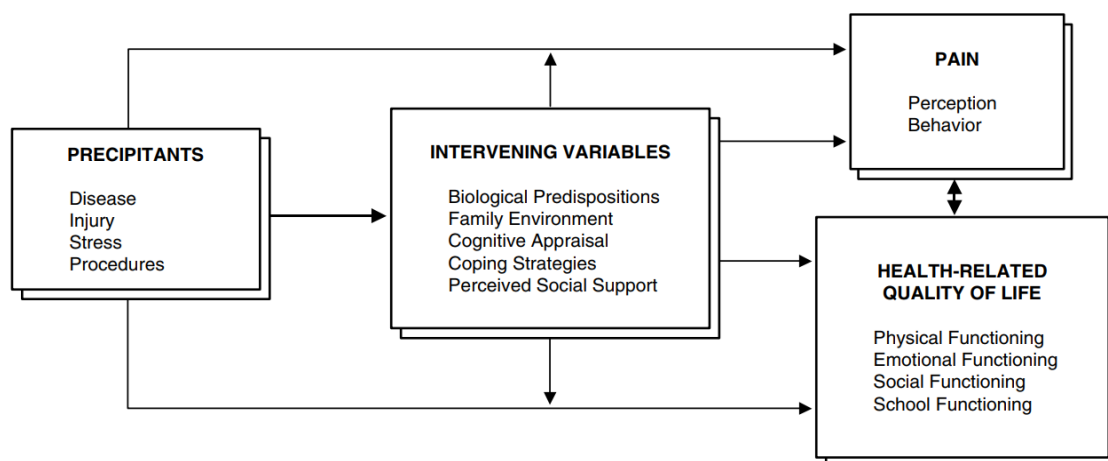 PRECIPITANTS
Disease
Injury
Stress
Procedures
INTERVENING VARIABLES
Biological Predispositions
Family Environment
Cognitive Appraisal
Coping Strategies
Perceived Social Support
PAIN
Perception
Behavior
HEALTH-RELATED
QUALITY OF LIFE
Physical Functioning
Emotional Functioning
Social Functioning
School Functioning